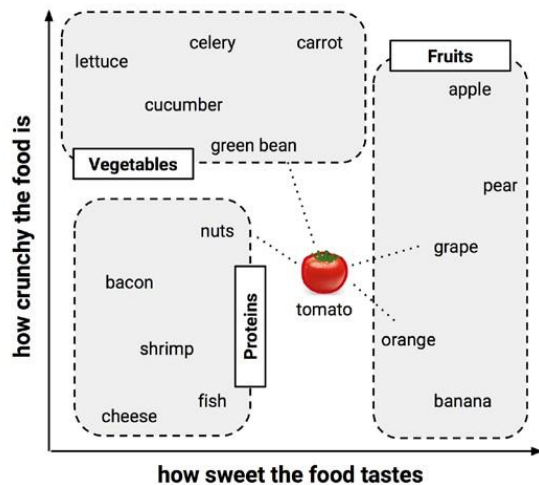 celery
carrot
lettuce
Fruits
apple
cucumber
green bean
Vegetables
pear
nuts
grape
bacon
tomato
Proteins
shrimp
orange
fish
banana
cheese
how crunchy the food is
how sweet the food tastes